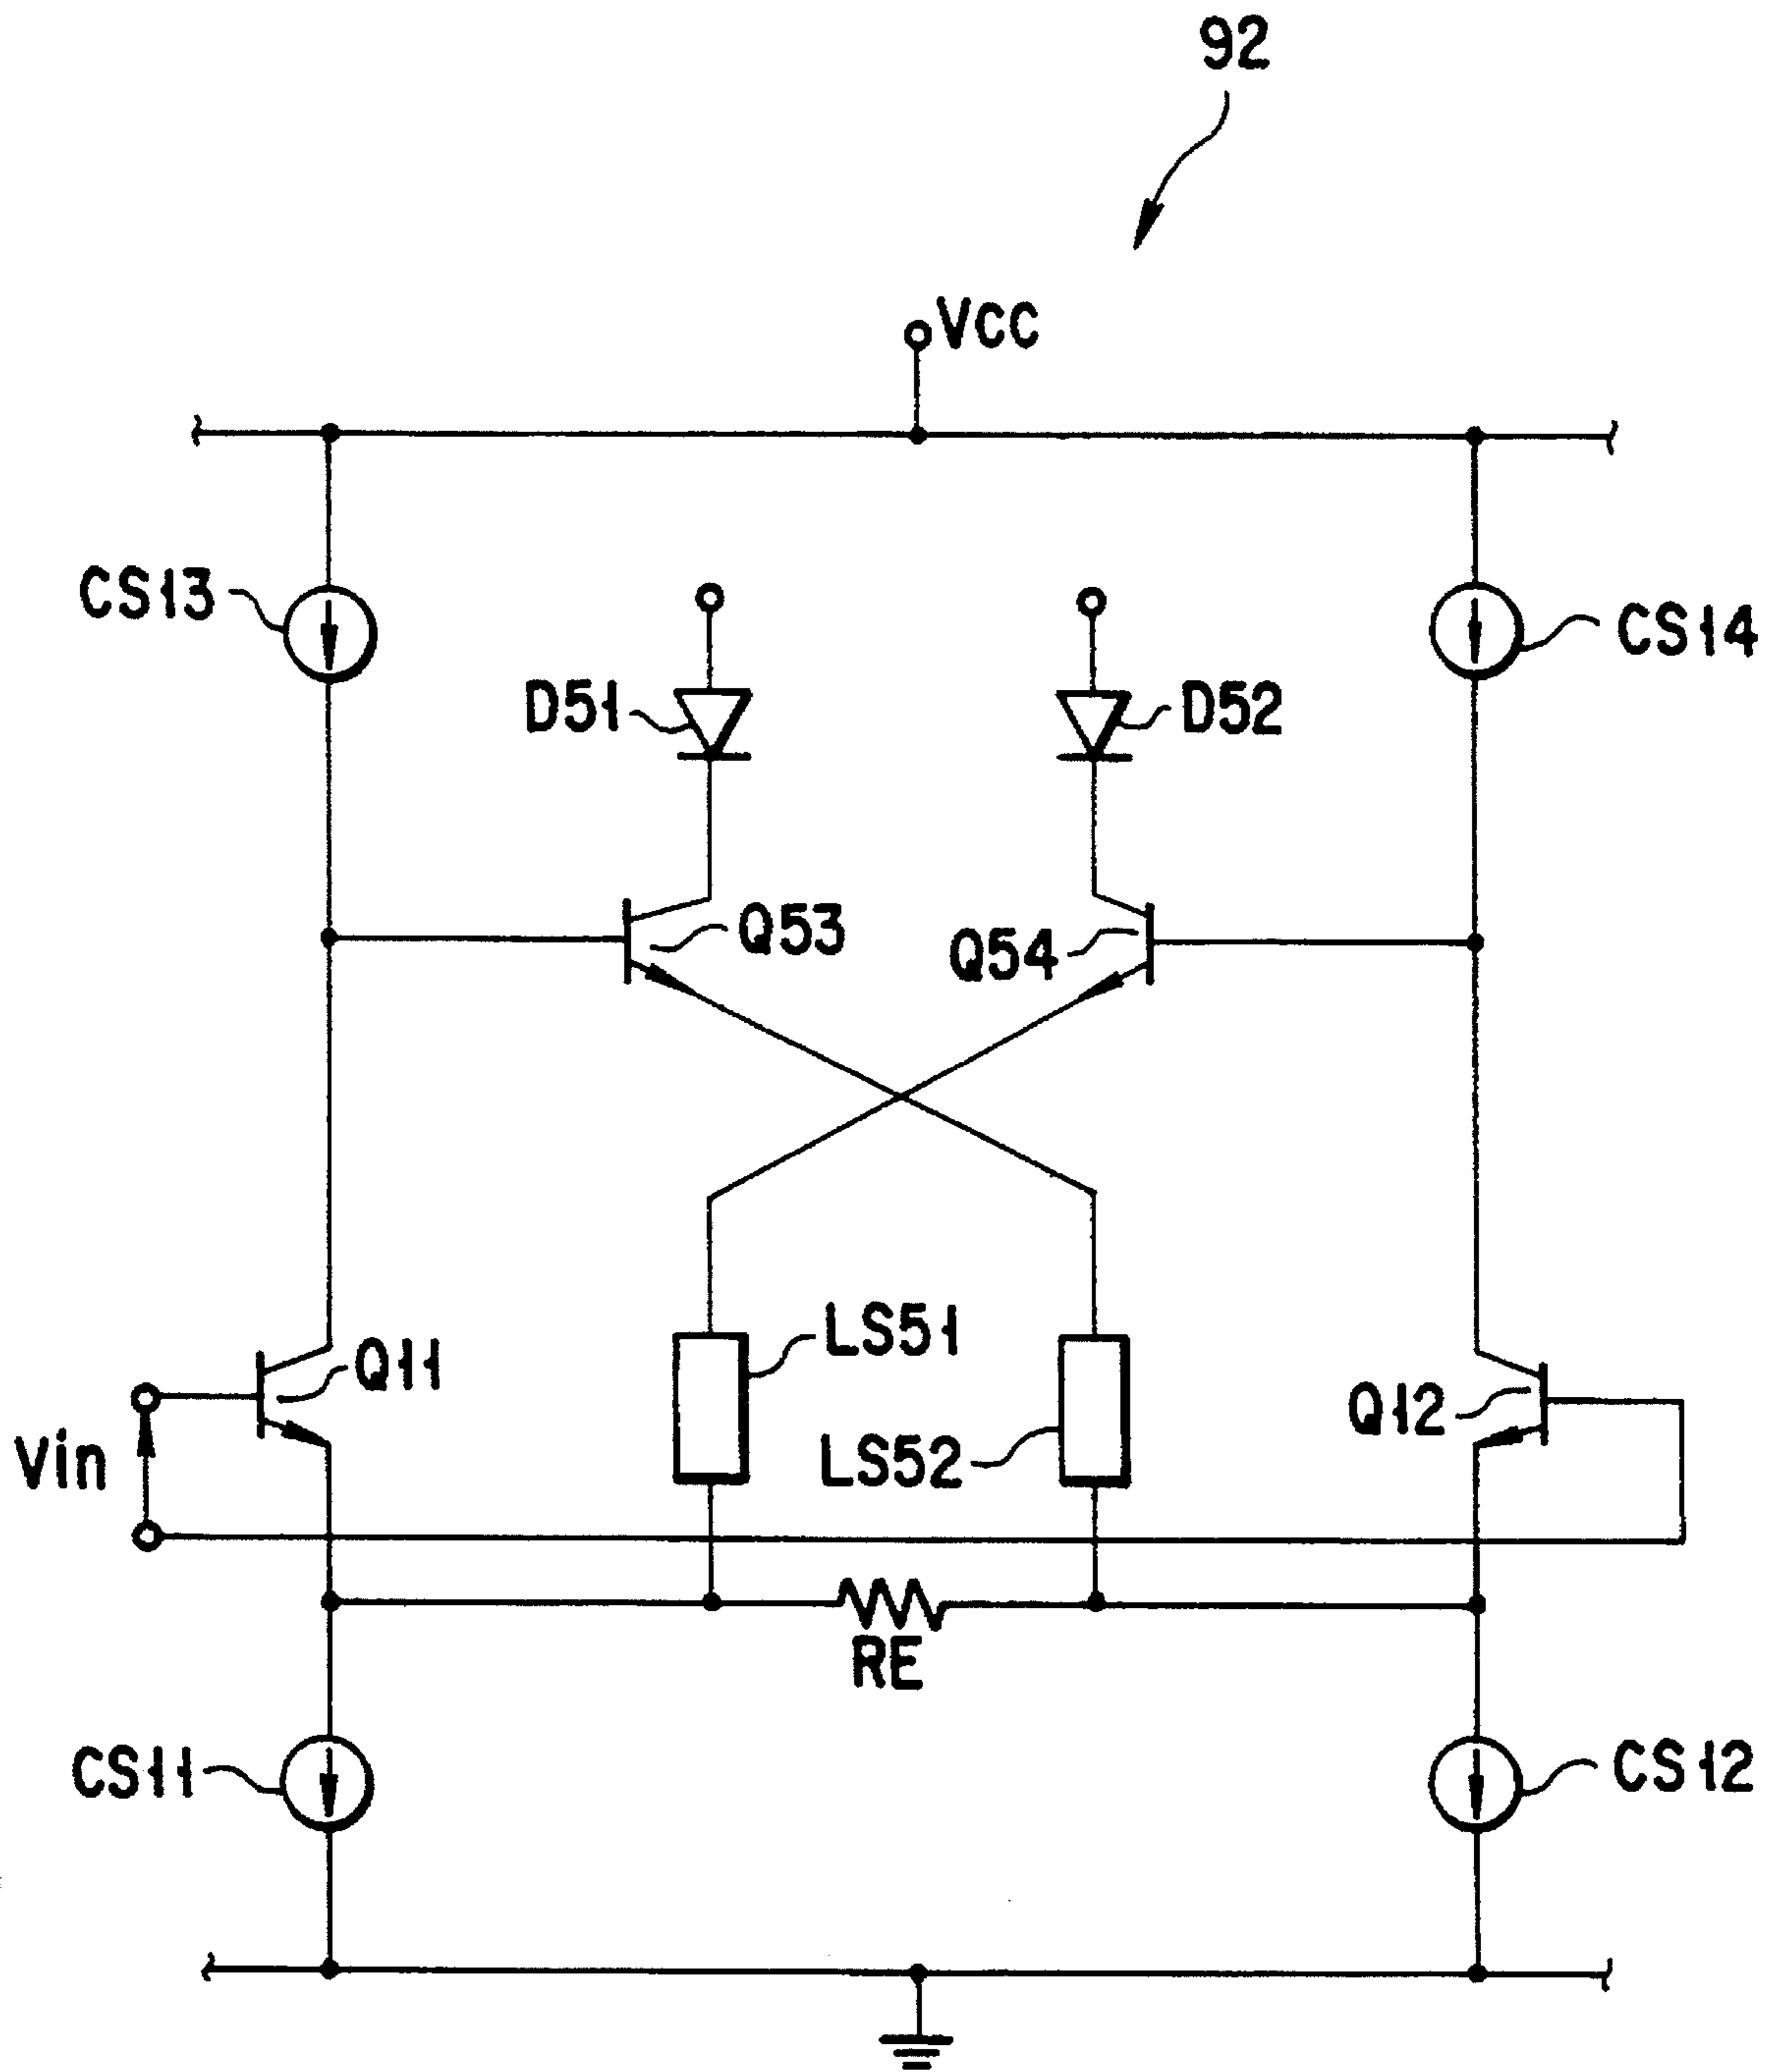 92
VCC
CS13
CS14
D51
D52
Q53
Q54
LS51
Q11
Q12
LS52
Vin
RE
CS11
CS12